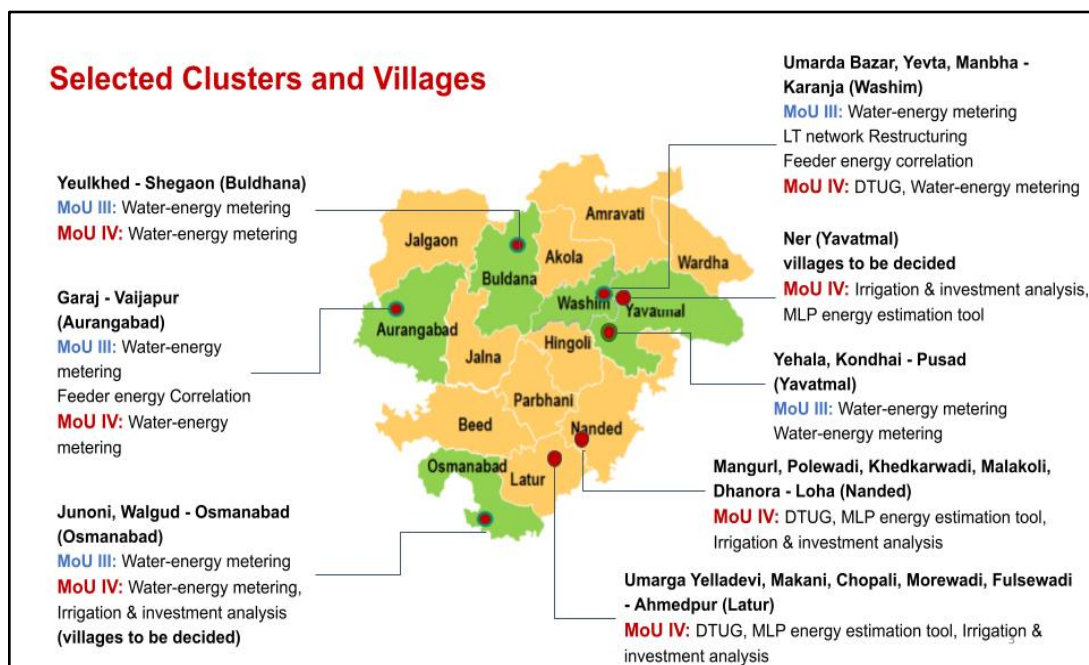 Selected Clusters and Villages
Yeulkhed - Shegaon (Buldhana)
MoU III: Water-energy metering
MoU IV: Water-energy metering
Garaj - Vaijapur
(Aurangabad)
MoU III: Water-energy
metering
Feeder energy Correlation
MoU IV: Water-energy
metering
Junoni, Walgud - Osmanabad
(Osmanabad)
MoU III: Water-energy metering
MoU IV: Water-energy metering,
Irrigation & investment analysis
(villages to be decided)
Jalgaon
Buldana
Akola
Amravati
Wardha
Washim
Yavatmal
Aurangabad
Jalna
Hingoli
Parbhani
Beed
Nanded
Osmanabad
Latur
Umarda Bazar, Yevta, Manbha -
Karanja (Washim)
MoU III: Water-energy metering
LT network Restructuring
Feeder energy correlation
MoU IV: DTUG, Water-energy metering
Ner (Yavatmal)
villages to be decided
MoU IV: Irrigation & investment analysis,
MLP energy estimation tool
Yehala, Kondhai - Pusad
(Yavatmal)
MoU III: Water-energy metering
Water-energy metering
Mangurl, Polewadi, Khedkarwadi, Malakoli,
Dhanora - Loha (Nanded)
MoU IV: DTUG, MLP energy estimation tool,
Irrigation & investment analysis
Umarga Yelladevi, Makani, Chopali, Morewadi, Fulsewadi
- Ahmedpur (Latur)
MoU IV: DTUG, MLP energy estimation tool, Irrigation &
investment analysis